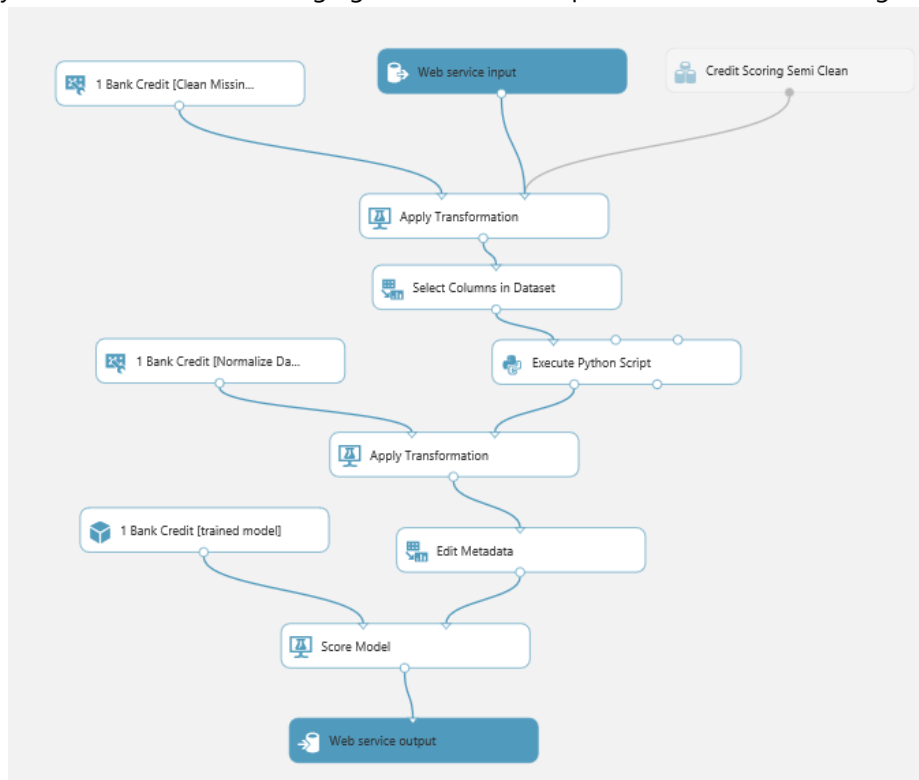 1 Bank Credit [Clean Missin...
Web service input
Credit Scoring Semi Clean
Apply Transformation
Select Columns in Dataset
1 Bank Credit [Normalize Da...
Execute Python Script
Apply Transformation
1 Bank Credit [trained model]
Edit Metadata
Score Model
Web service output